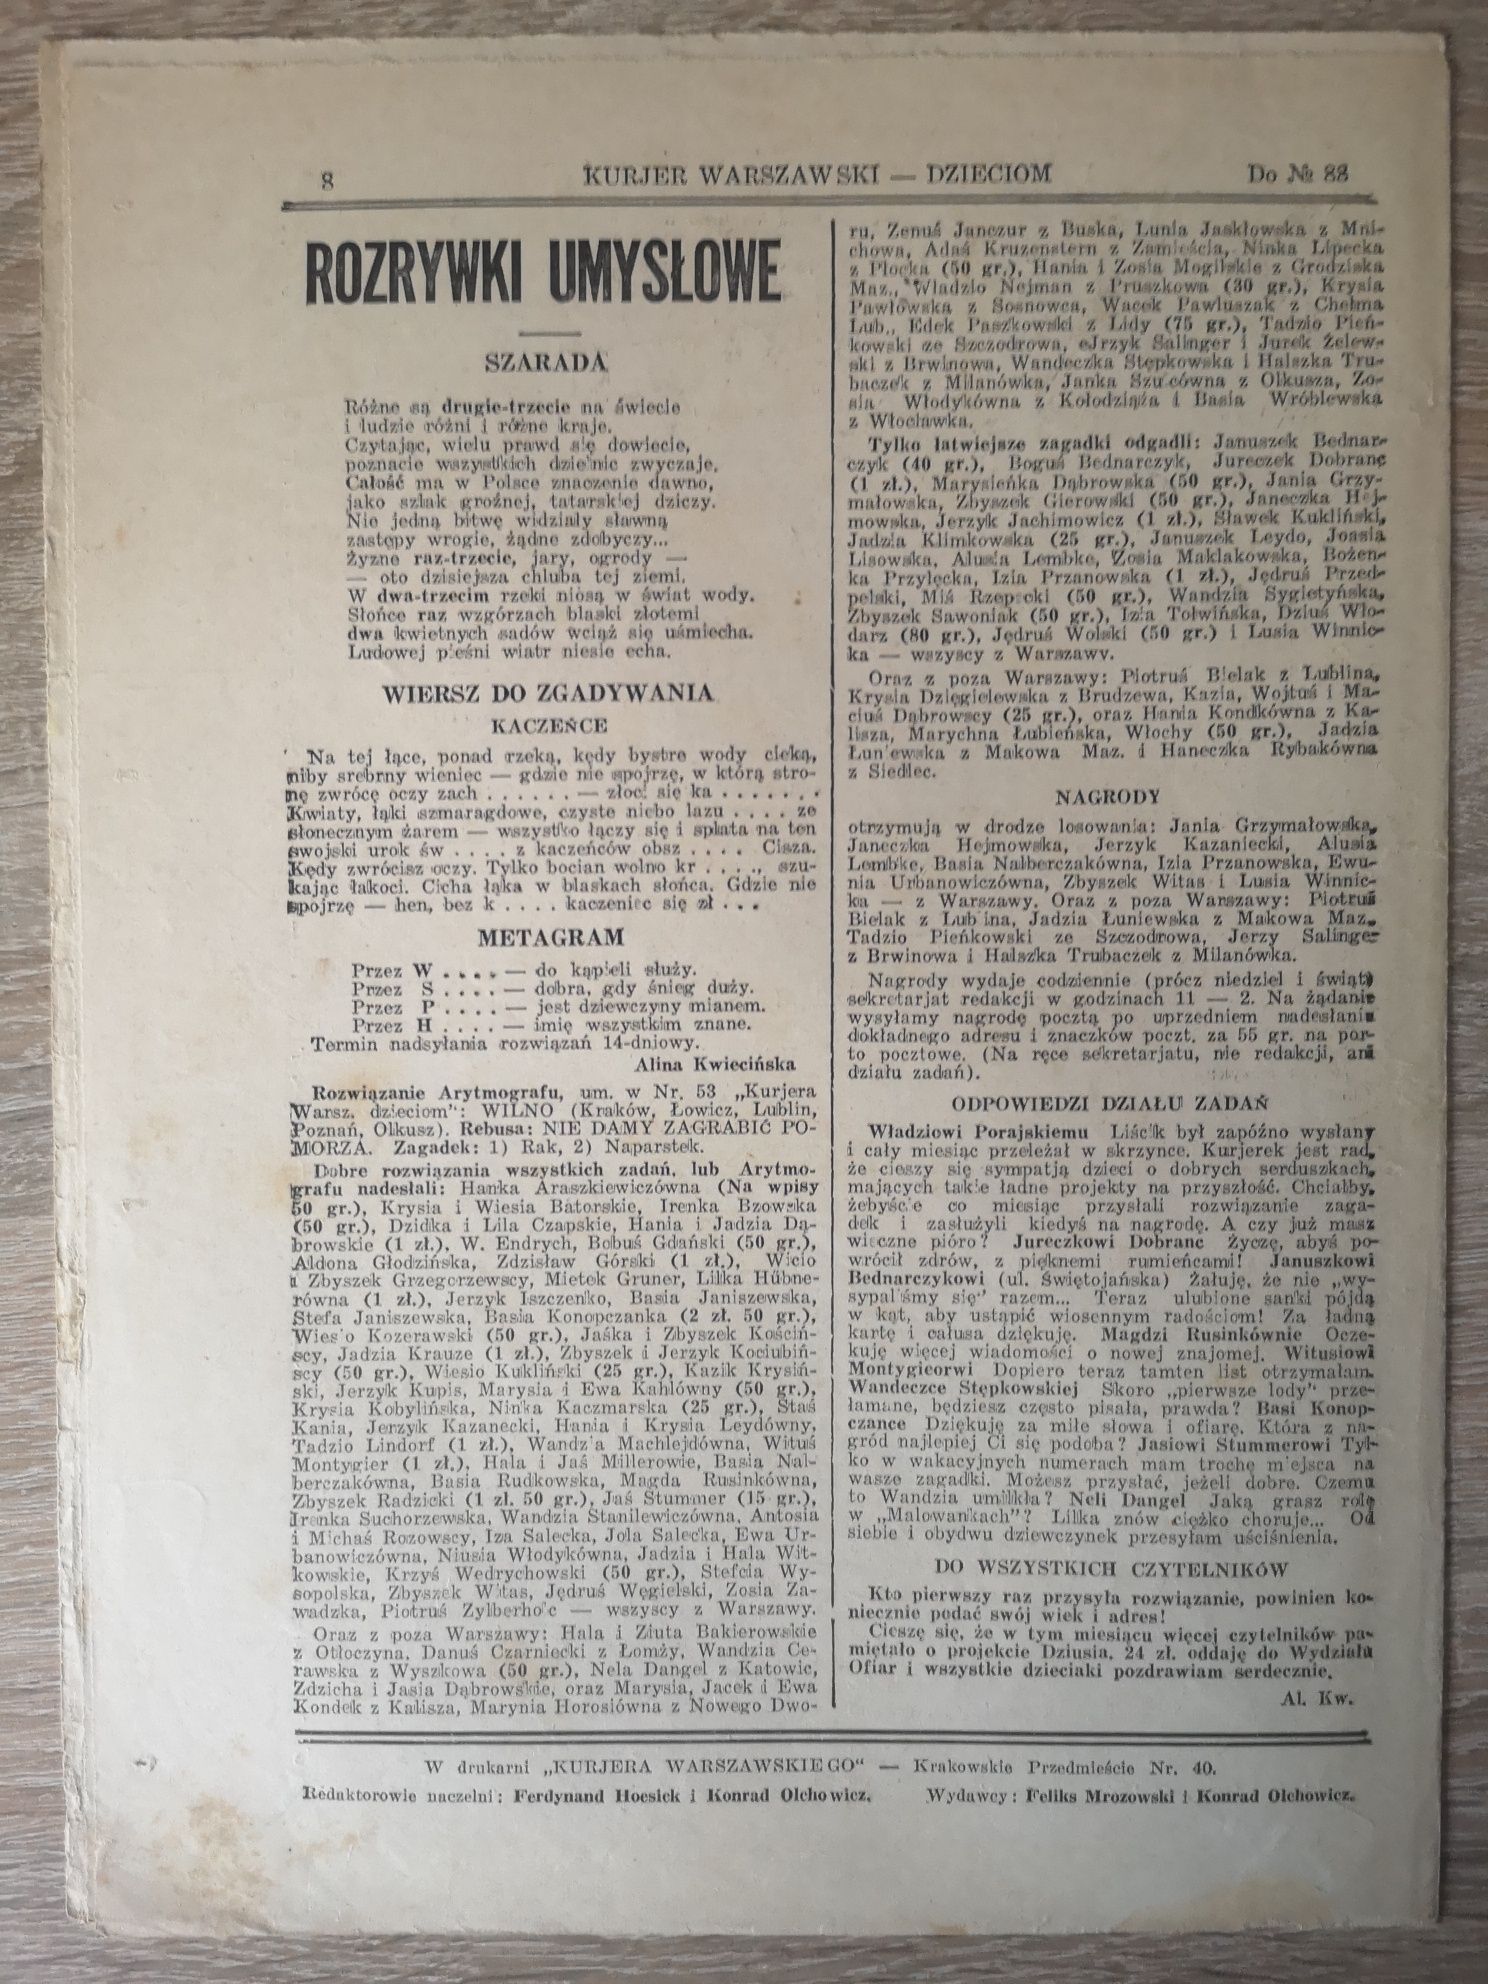 8 KURJER WARSZAWSKI — DZIECIOM Do № 88
ROZRYWKI UMYSŁOWE
SZARADA
Różne są drugie-trzecie na świecie
i ludzie różni i różne kraje.
Czytając, wielu prawd się dowiecie,
poznacie wszystkich dzielnic zwyczaje.
Całość ma w Polsce znaczenie dawno,
jako szlak groźnej, tatarskiej dziczy.
Nie jedną bitwę widziały sławną
zastępy wrogie, żądne zdobyczy...
Żyzne raz-trzecie, jary, ogrody —
— oto dzisiejsza chluba tej ziemi.
W dwa-trzecim rzeki niosą w świat wody.
Słońce raz wzgórzach blaski złotemi
dwa kwietnych sadów wciąż się uśmiecha.
Ludowej pieśni wiatr niesie echa.
WIERSZ DO ZGADYWANIA
KACZEŃCE
Na tej łące, ponad rzeką, kędy bystre wody cieką,
niby srebrny wieniec — gdzie nie spojrzę, w którą stro-
nę zwrócę oczy zach . . . . . . — złoci się ka . . . . . . .
Kwiaty, łąki szmaragdowe, czyste niebo lazu . . . . ze
słonecznym żarem — wszystko łączy się i splata na ten
swojski urok św . . . . z kaczeńców obsz . . . . Cisza.
Kędy zwrócisz oczy. Tylko bocian wolno kr . . . ., szu-
kając łakoci. Cicha łąka w blaskach słońca. Gdzie nie
spojrzę — hen, bez k . . . . kaczeniec się zł . . .
METAGRAM
Przez W . . . . — do kąpieli służy.
Przez S . . . . — dobra, gdy śnieg duży.
Przez P . . . . — jest dziewczyny mianem.
Przez H . . . . — imię wszystkim znane.
Termin nadsyłania rozwiązań 14-dniowy.
Alina Kwiecińska
Rozwiązanie Arytmografu, um. w Nr. 53 „Kurjera
Warsz. dzieciom": WILNO (Kraków, Łowicz, Lublin,
Poznań, Olkusz). Rebusa: NIE DAMY ZAGRABIĆ PO-
MORZA. Zagadek: 1) Rak, 2) Naparstek.
Dobre rozwiązania wszystkich zadań, lub Arytmo-
grafu nadesłali: Hanka Araszkiewiczówna (Na wpisy
50 gr.), Krysia i Wiesia Batorskie, Irenka Bzowska
(50 gr.), Dzidka i Lila Czapskie, Hania i Jadzia Dą-
browskie (1 zł.), W. Endrych, Bobuś Gdański (50 gr.),
Aldona Głodzińska, Zdzisław Górski (1 zł.), Wicio
i Zbyszek Grzegorzewscy, Mietek Gruner, Lilka Hübne-
równa (1 zł.), Jerzyk Iszczenko, Basia Janiszewska,
Stefa Janiszewska, Basia Konopczanka (2 zł. 50 gr.),
Wiesio Kozerawski (50 gr.), Jaśka i Zbyszek Kościń-
scy, Jadzia Krauze (1 zł.), Zbyszek i Jerzyk Kociubiń-
scy (50 gr.), Wiesio Kukliński (25 gr.), Kazik Krysiń-
ski, Jerzyk Kupis, Marysia i Ewa Kahlówny (50 gr.),
Krysia Kobylińska, Ninka Kaczmarska (25 gr.), Staś
Kania, Jerzyk Kazanecki, Hania i Krysia Leydówny,
Tadzio Lindorf (1 zł.), Wandzia Machlejdówna, Wituś
Montygier (1 zł.), Hala i Jaś Millerowie, Basia Nal-
berczakówna, Basia Rudkowska, Magda Rusinkówna,
Zbyszek Radzicki (1 zł. 50 gr.), Jaś Stummer (15 gr.),
Irenka Suchorzewska, Wandzia Stanilewiczówna, Antosia
i Michaś Rozowscy, Iza Salecka, Jola Salecka, Ewa Ur-
banowiczówna, Niusia Włodykówna, Jadzia i Hala Wit-
kowskie, Krzyś Wedrychowski (50 gr.), Stefcia Wy-
sopolska, Zbyszek Witas, Jędruś Węgielski, Zosia Za-
wadzka, Piotruś Zylberholc — wszyscy z Warszawy.
Oraz z poza Warszawy: Hala i Ziuta Bakierowskie
z Otłoczyna, Danuś Czarniecki z Łomży, Wandzia Ce-
rawska z Wyszkowa (50 gr.), Nela Dangel z Katowic,
Zdzicha i Jasia Dąbrowskie, oraz Marysia, Jacek i Ewa
Kondek z Kalisza, Marynia Horosiówna z Nowego Dwo-
ru, Zenuś Janczur z Buska, Lunia Jaskłowska z Mni-
chowa, Adaś Kruzenstern z Zamieścia, Ninka Lipecka
z Płocka (50 gr.), Hania i Zosia Mogilskie z Grodziska
Maz., Władzio Nejman z Pruszkowa (30 gr.), Krysia
Pawłowska z Sosnowca, Wacek Pawluszak z Chełma
Lub., Edek Paszkowski z Lidy (75 gr.), Tadzio Pień-
kowski ze Szczodrowa, eJrzyk Salinger i Jurek Żelew-
ski z Brwinowa, Wandeczka Stępkowska i Halszka Tru-
baczek z Milanówka, Janka Szulcówna z Olkusza, Zo-
sia Włodykówna z Kołodziąża i Basia Wróblewska
z Włocławka.
Tylko łatwiejsze zagadki odgadli: Januszek Bednar-
czyk (40 gr.), Boguś Bednarczyk, Jureczek Dobranc
(1 zł.), Marysieńka Dąbrowska (50 gr.), Jania Grzy-
małowska, Zbyszek Gierowski (50 gr.), Janeczka Hej-
mowska, Jerzyk Jachimowicz (1 zł.), Sławek Kukliński,
Jadzia Klimkowska (25 gr.), Januszek Leydo, Joasia
Lisowska, Alusia Lembke, Zosia Maklakowska, Bożen-
ka Przyłęcka, Izia Przanowska (1 zł.), Jędruś Przed-
pelski, Miś Rzepecki (50 gr.), Wandzia Sygietyńska,
Zbyszek Sawoniak (50 gr.), Izia Tołwińska, Dziuś Wło-
darz (80 gr.), Jędruś Wolski (50 gr.) i Lusia Winnic-
ka — wszyscy z Warszawy.
Oraz z poza Warszawy: Piotruś Bielak z Lublina,
Krysia Dzięgielewska z Brudzewa, Kazia, Wojtuś i Ma-
ciuś Dąbrowscy (25 gr.), oraz Hania Kondkówna z Ka-
lisza, Marychna Łubieńska, Włochy (50 gr.), Jadzia
Łuniewska z Makowa Maz. i Haneczka Rybakówna
z Siedlec.
NAGRODY
otrzymują w drodze losowania: Jania Grzymałowska,
Janeczka Hejmowska, Jerzyk Kazaniecki, Alusia
Lembke, Basia Nalberczakówna, Izia Przanowska, Ewu-
nia Urbanowiczówna, Zbyszek Witas i Lusia Winnic-
ka — z Warszawy. Oraz z poza Warszawy: Piotruś
Bielak z Lublina, Jadzia Łuniewska z Makowa Maz.,
Tadzio Pieńkowski ze Szczodrowa, Jerzy Salinger
z Brwinowa i Halszka Trubaczek z Milanówka.
Nagrody wydaje codziennie (prócz niedziel i świąt)
sekretarjat redakcji w godzinach 11 — 2. Na żądanie
wysyłamy nagrodę pocztą po uprzedniem nadesłaniu
dokładnego adresu i znaczków poczt. za 55 gr. na por-
to pocztowe. (Na ręce sekretarjatu, nie redakcji, ani
działu zadań).
ODPOWIEDZI DZIAŁU ZADAŃ
Władziowi Porajskiemu Liścik był zapóźno wysłany
i cały miesiąc przeleżał w skrzynce. Kurjerek jest rad,
że cieszy się sympatją dzieci o dobrych serduszkach,
mających takie ładne projekty na przyszłość. Chciałby,
żebyście co miesiąc przysłali rozwiązanie zaga-
dek i zasłużyli kiedyś na nagrodę. A czy już masz
wieczne pióro? Jureczkowi Dobranc Życzę, abyś po-
wrócił zdrów, z pięknemi rumieńcami! Januszkowi
Bednarczykowi (ul. Świętojańska) Żałuję, że nie „wy-
sypaliśmy się" razem... Teraz ulubione sanki pójdą
w kąt, aby ustąpić wiosennym radościom! Za ładną
kartę i całusa dziękuję. Magdzi Rusinkównie Ocze-
kuję więcej wiadomości o nowej znajomej. Witusiowi
Montygierowi Dopiero teraz tamten list otrzymałam.
Wandeczce Stępkowskiej Skoro „pierwsze lody" prze-
łamane, będziesz często pisała, prawda? Basi Konop-
czance Dziękuję za miłe słowa i ofiarę. Która z na-
gród najlepiej Ci się podoba? Jasiowi Stummerowi Tyl-
ko w wakacyjnych numerach mam trochę miejsca na
wasze zagadki. Możesz przysłać, jeżeli dobre. Czemu
to Wandzia umilkła? Neli Dangel Jaką grasz rolę
w „Malowankach"? Lilka znów ciężko choruje... Od
siebie i obydwu dziewczynek przesyłam uściśnienia.
DO WSZYSTKICH CZYTELNIKÓW
Kto pierwszy raz przysyła rozwiązanie, powinien ko-
niecznie podać swój wiek i adres!
Cieszę się, że w tym miesiącu więcej czytelników pa-
miętało o projekcie Dziusia. 24 zł. oddaję do Wydziału
Ofiar i wszystkie dzieciaki pozdrawiam serdecznie.
Al. Kw.
W drukarni „KURJERA WARSZAWSKIEGO" — Krakowskie Przedmieście Nr. 40.
Redaktorowie naczelni: Ferdynand Hoesick i Konrad Olchowicz. Wydawcy: Feliks Mrozowski i Konrad Olchowicz.